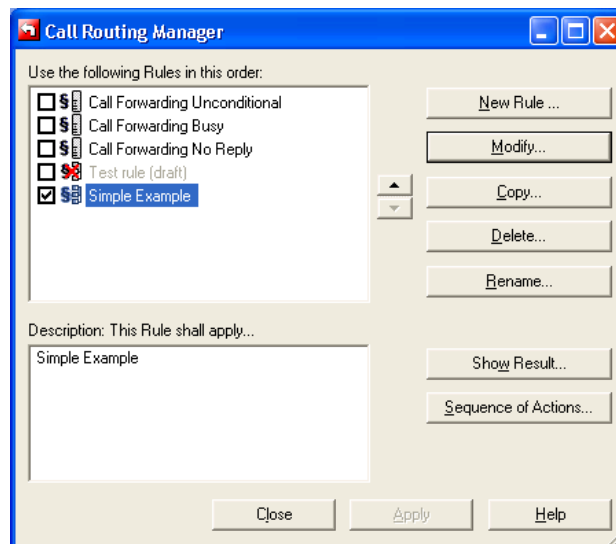 Call Routing Manager
Use the following Rules in this order:
Call Forwarding Unconditional
Call Forwarding Busy
Call Forwarding No Reply
Test rule (draft)
Simple Example
New Rule ...
Modify...
Copy...
Delete...
Rename...
Description: This Rule shall apply...
Simple Example
Show Result...
Sequence of Actions...
Close
Apply
Help